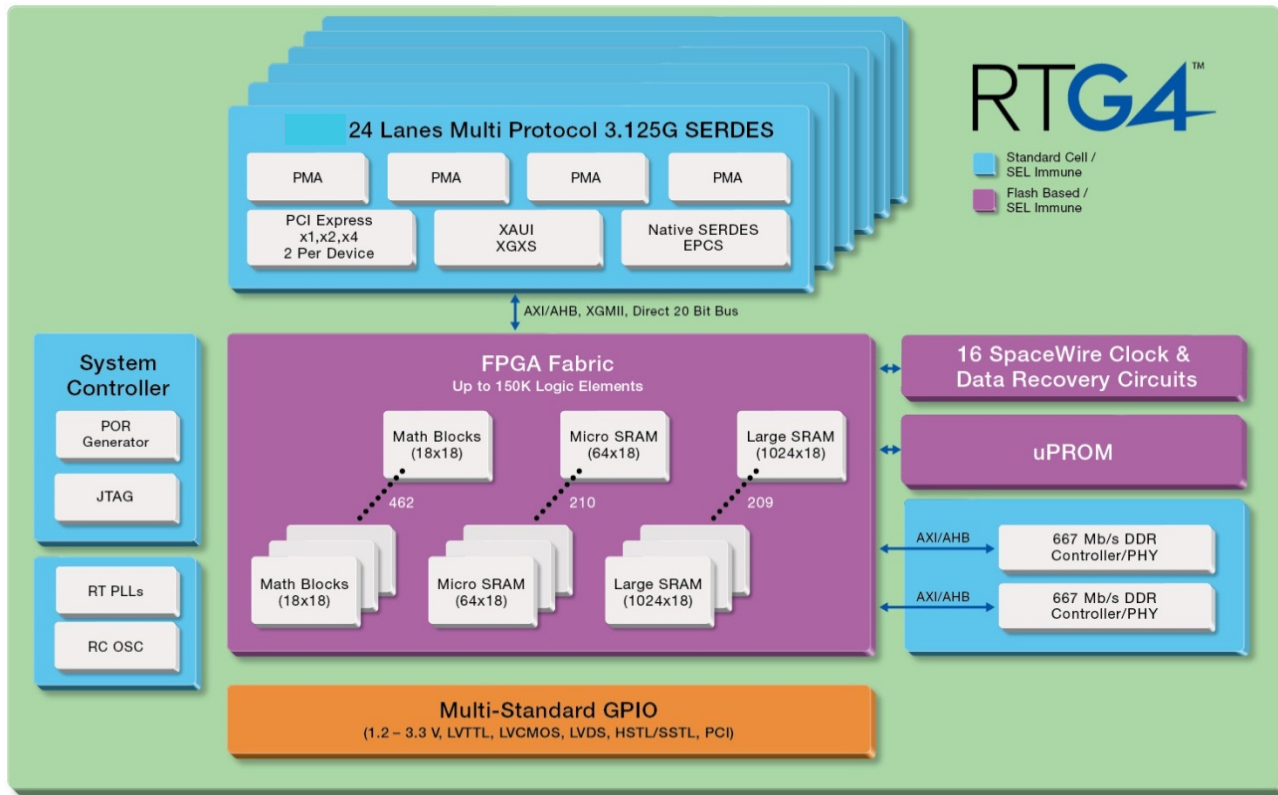 RTG4™
Standard Cell /
SEL Immune
Flash Based /
SEL Immune
24 Lanes Multi Protocol 3.125G SERDES
PMA
PMA
PMA
PMA
PCI Express
x1,x2,x4
2 Per Device
XAUI
XGXS
Native SERDES
EPCS
AXI/AHB, XGMII, Direct 20 Bit Bus
System
Controller
POR
Generator
JTAG
RT PLLs
RC OSC
FPGA Fabric
Up to 150K Logic Elements
Math Blocks
(18x18)
Micro SRAM
(64x18)
Large SRAM
(1024x18)
462
210
209
Math Blocks
(18x18)
Micro SRAM
(64x18)
Large SRAM
(1024x18)
16 SpaceWire Clock &
Data Recovery Circuits
uPROM
AXI/AHB
667 Mb/s DDR
Controller/PHY
AXI/AHB
667 Mb/s DDR
Controller/PHY
Multi-Standard GPIO
(1.2 – 3.3 V, LVTTL, LVCMOS, LVDS, HSTL/SSTL, PCI)